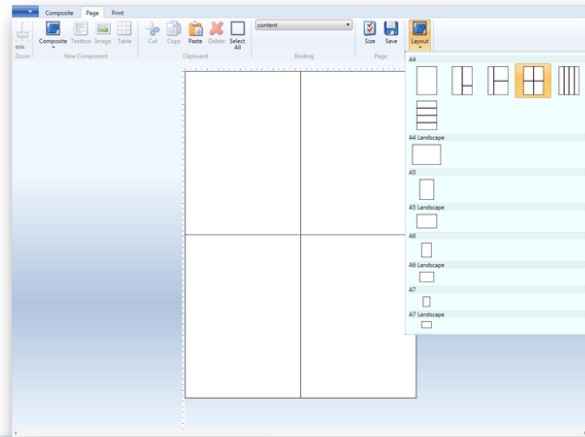 Composite Page Print
Composite Textbox Image Table Cut Copy Paste Delete Select All content Size Save Layout
80%
Zoom New Component Clipboard Binding Page
A4
A4 Landscape
A5
A5 Landscape
A6
A6 Landscape
A7
A7 Landscape